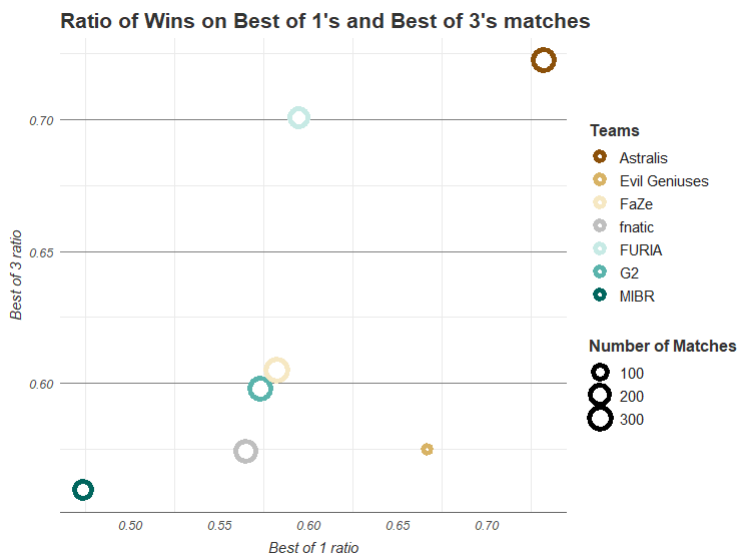 Ratio of Wins on Best of 1's and Best of 3's matches
0.70
0.65
0.60
Best of 3 ratio
0.50 0.55 0.60 0.65 0.70
Best of 1 ratio
Teams
Astralis
Evil Geniuses
FaZe
fnatic
FURIA
G2
MIBR
Number of Matches
100
200
300